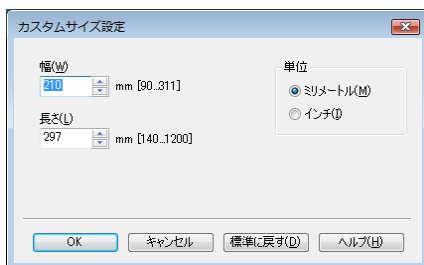 カスタムサイズ設定
幅(W)
210 mm [90..311]
長さ(L)
297 mm [140..1200]
単位
ミリメートル(M)
インチ(I)
OK キャンセル 標準に戻す(D) ヘルプ(H)